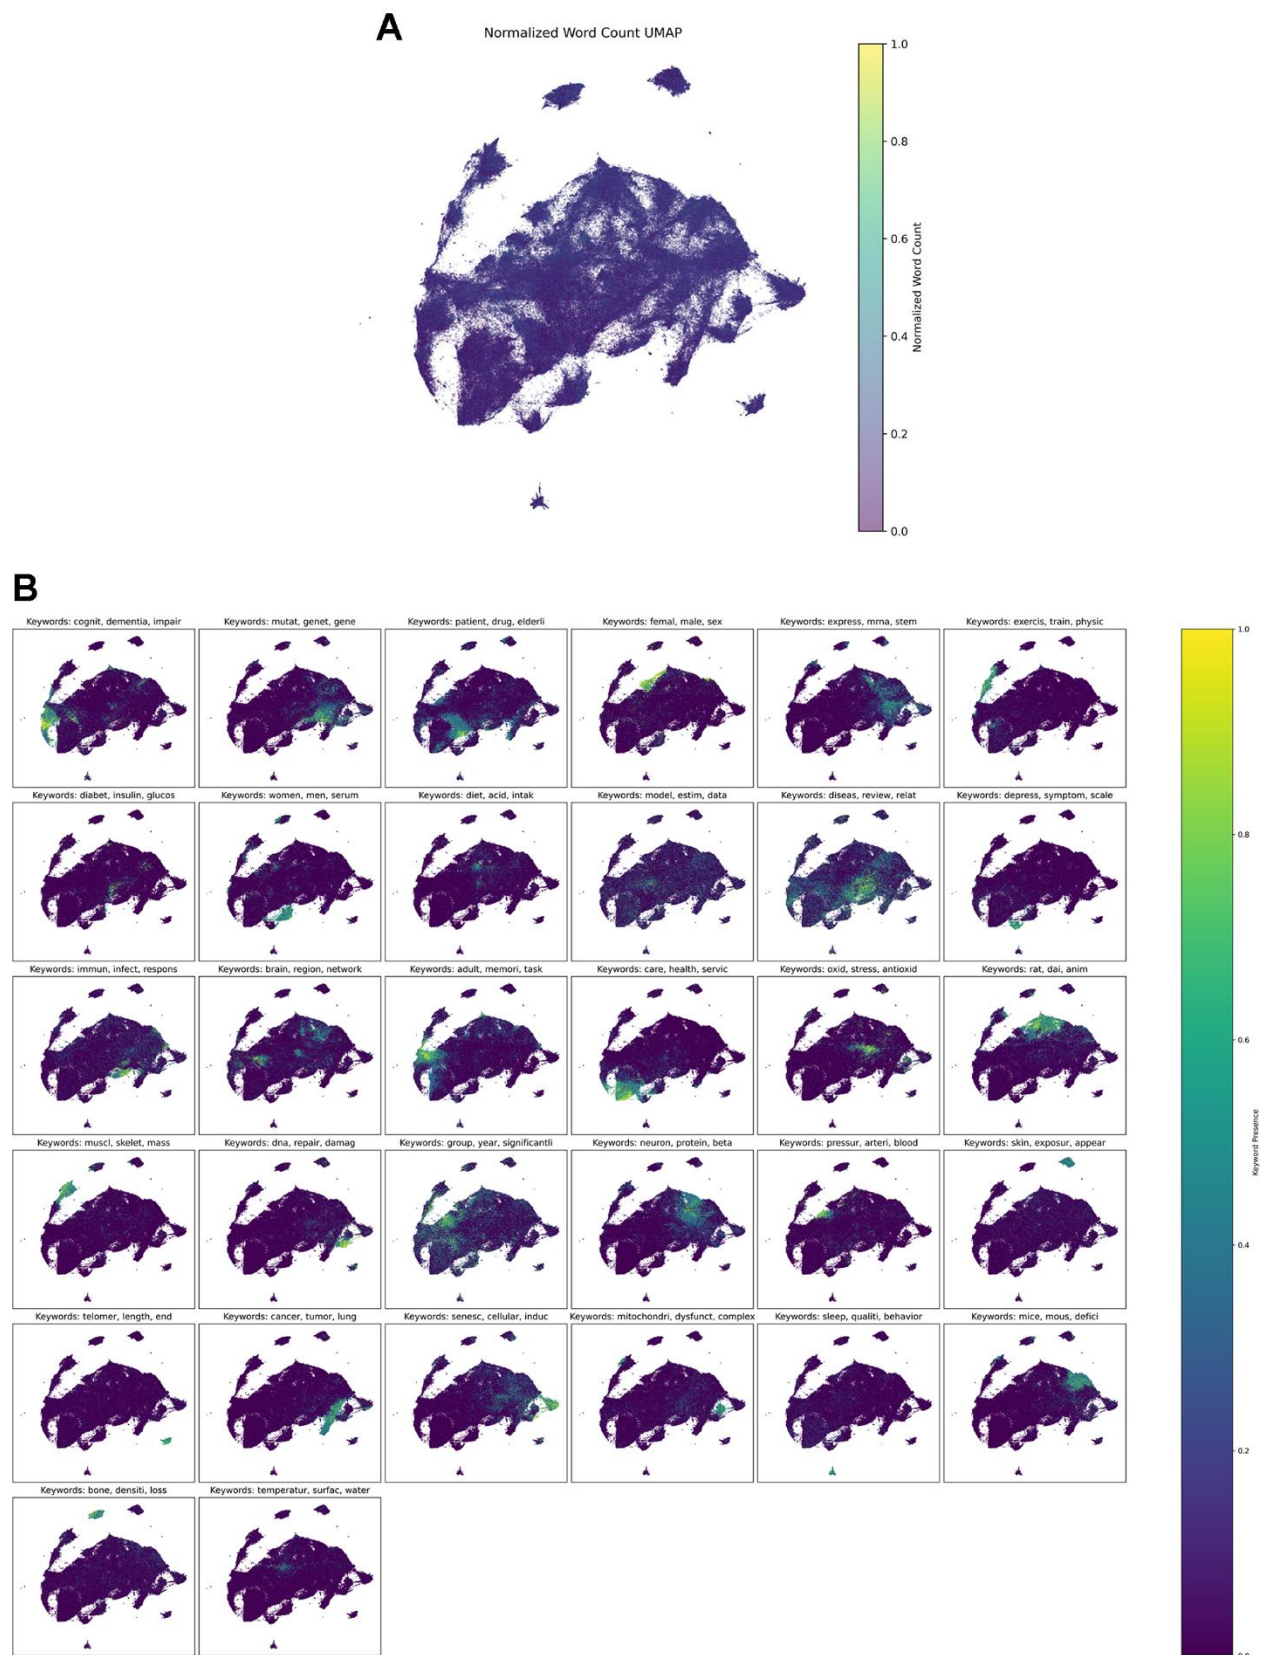 A
Normalized Word Count UMAP
1.0
0.8
0.6
0.4
0.2
0.0
Normalized Word Count
B
Keywords: cognit, dementia, impair
Keywords: mutat, genet, gene
Keywords: patient, drug, elderli
Keywords: femal, male, sex
Keywords: express, mrna, stem
Keywords: exercis, train, physic
Keywords: diabet, insulin, glucos
Keywords: women, men, serum
Keywords: diet, acid, intak
Keywords: model, estim, data
Keywords: diseas, review, relat
Keywords: depress, symptom, scale
Keywords: immun, infect, respons
Keywords: brain, region, network
Keywords: adult, memori, task
Keywords: care, health, servic
Keywords: oxid, stress, antioxid
Keywords: rat, dai, anim
Keywords: muscl, skelet, mass
Keywords: dna, repair, damag
Keywords: group, year, significantli
Keywords: neuron, protein, beta
Keywords: pressur, arteri, blood
Keywords: skin, exposur, appear
Keywords: telomer, length, end
Keywords: cancer, tumor, lung
Keywords: senesc, cellular, induc
Keywords: mitochondri, dysfunct, complex
Keywords: sleep, qualiti, behavior
Keywords: mice, mous, defici
Keywords: bone, densiti, loss
Keywords: temperatur, surfac, water
1.0
0.8
0.6
0.4
0.2
Keyword Presence